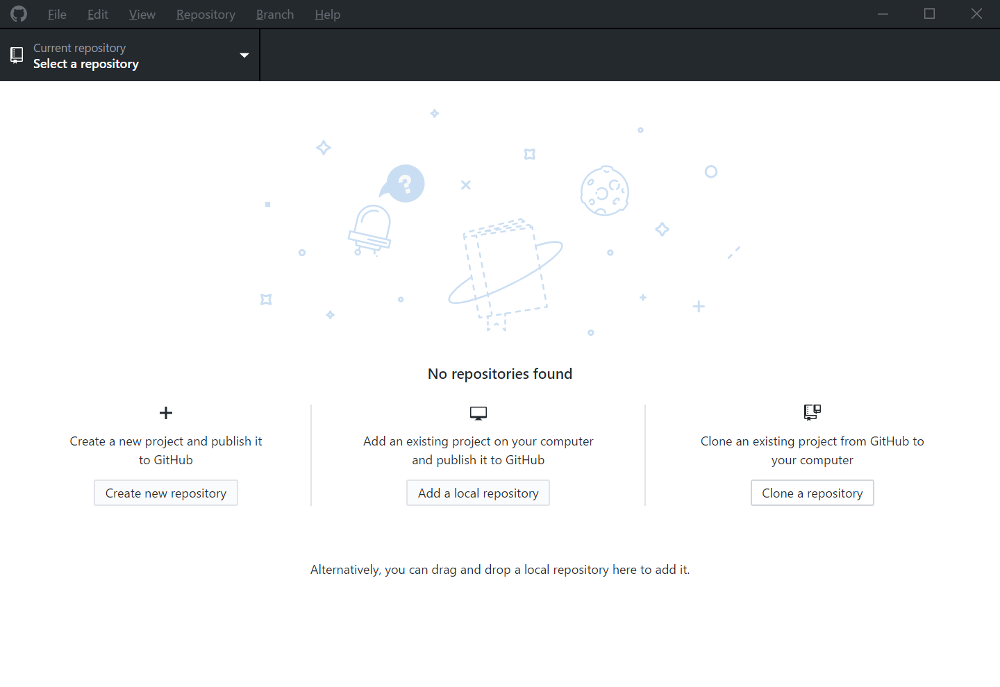 File Edit View Repository Branch Help
Current repository
Select a repository
?
No repositories found
Create a new project and publish it
to GitHub
Create new repository
Add an existing project on your computer
and publish it to GitHub
Add a local repository
Clone an existing project from GitHub to
your computer
Clone a repository
Alternatively, you can drag and drop a local repository here to add it.